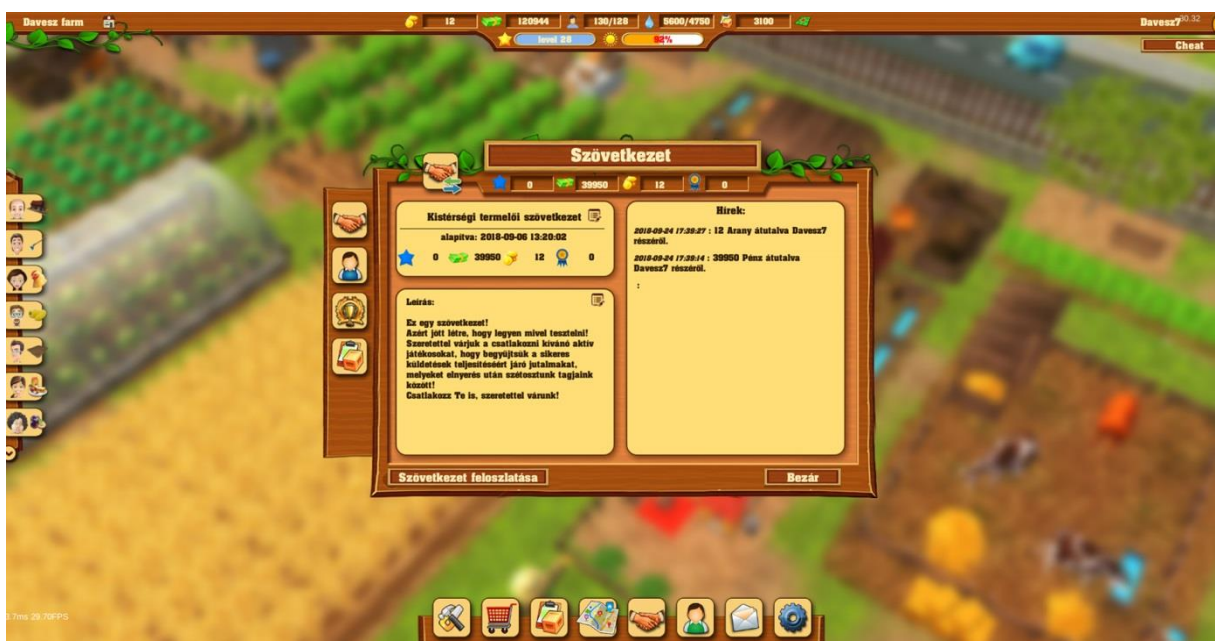 Davesz farm
12
120944
130/128
5600/4750
3100
Davesz7
30.32
level 28
92%
Cheat
Szövetkezet
0
39950
12
0
Kistérségi termelői szövetkezet
alapítva: 2018-09-06 13:20:02
0
39950
12
0
Leírás:
Ez egy szövetkezet!
Azért jött létre, hogy legyen mivel tesztelni!
Szeretettel várjuk a csatlakozni kívánó aktív
játékosokat, hogy begyűjtsük a sikeres
küldetések teljesítéséért járó jutalmakat,
melyeket elnyerés után szétosztunk tagjaink
között!
Csatlakozz Te is, szeretettel várunk!
Hírek:
2018-09-24 17:39:27 : 12 Arany átutalva Davesz7
részéről.
2018-09-24 17:39:14 : 39950 Pénz átutalva
Davesz7 részéről.
:
Szövetkezet feloszlatása
Bezár
3.7ms 29.70FPS